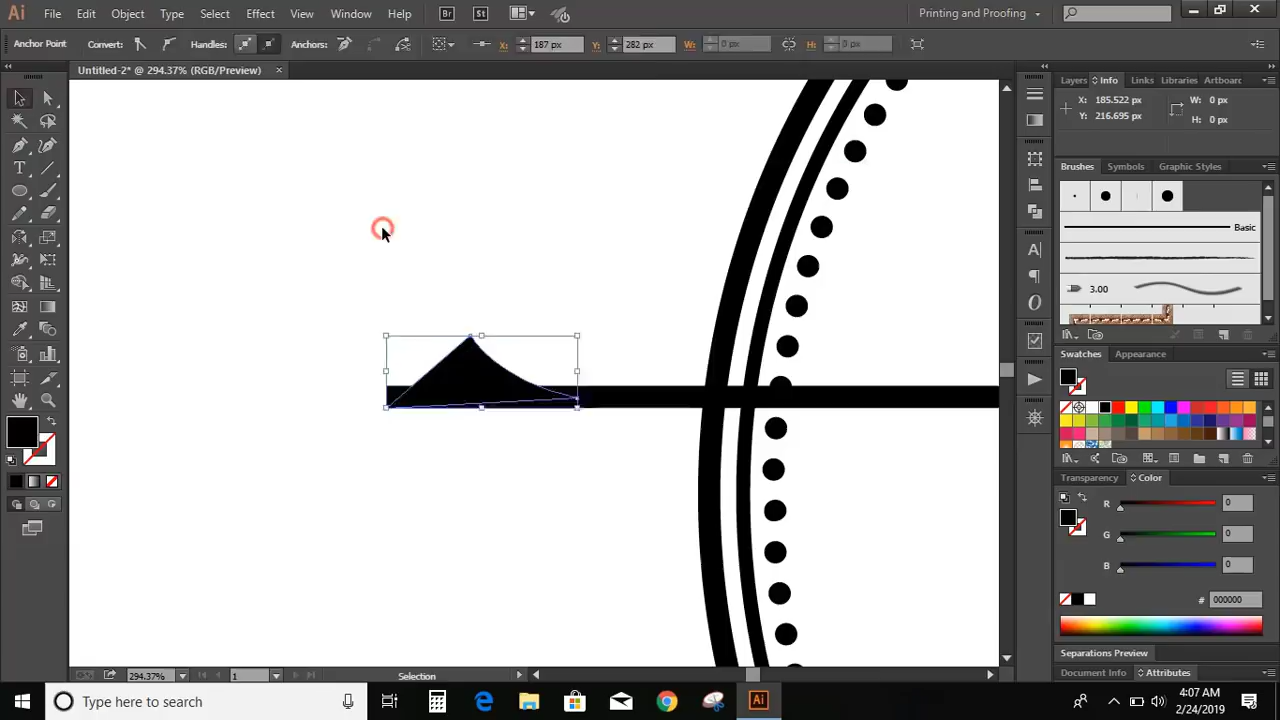 Ai File Edit Object Type Select Effect View Window Help Br St Printing and Proofing
Anchor Point Convert: Handles: Anchors: X: 187 px Y: 282 px W: 0 px H: 0 px
Untitled-2* @ 294.37% (RGB/Preview)
Layers Info Links Libraries Artboarc
X: 185.522 px W: 0 px
Y: 216.695 px H: 0 px
Brushes Symbols Graphic Styles
Basic
3.00
Swatches Appearance
Transparency Color
R 0
G 0
B 0
# 000000
Separations Preview
Document Info Attributes
294.37% 1 Selection
Type here to search
Ai
4:07 AM
2/24/2019